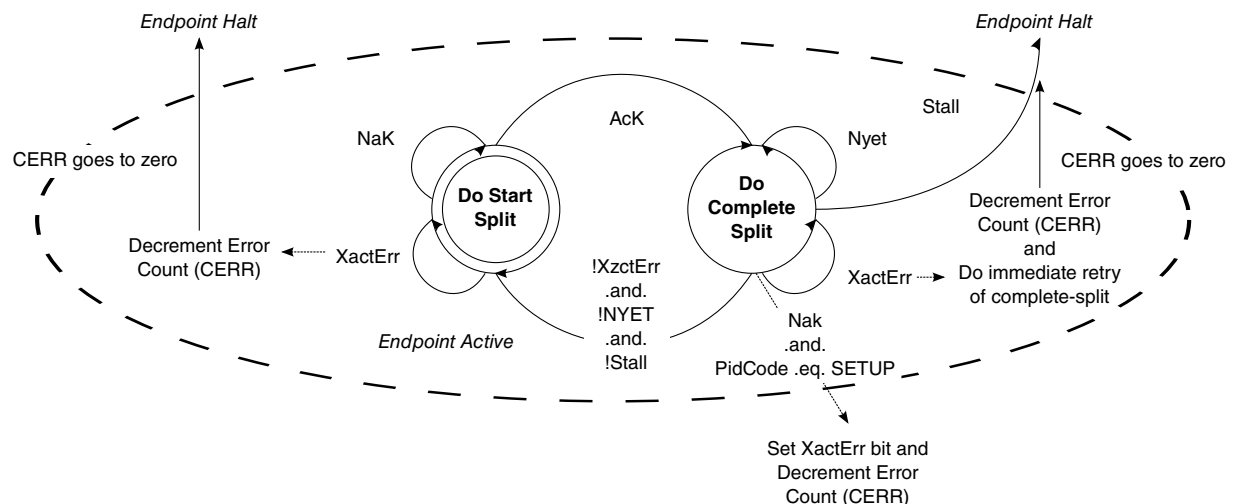 Endpoint Halt
Endpoint Halt
Stall
AcK
NaK
Nyet
CERR goes to zero
CERR goes to zero
Do Start
Split
Do
Complete
Split
Decrement Error
Count (CERR)
and
Do immediate retry
of complete-split
Decrement Error
Count (CERR)
XactErr
XactErr
!XzctErr
.and.
!NYET
.and.
!Stall
Endpoint Active
Nak
.and.
PidCode .eq. SETUP
Set XactErr bit and
Decrement Error
Count (CERR)